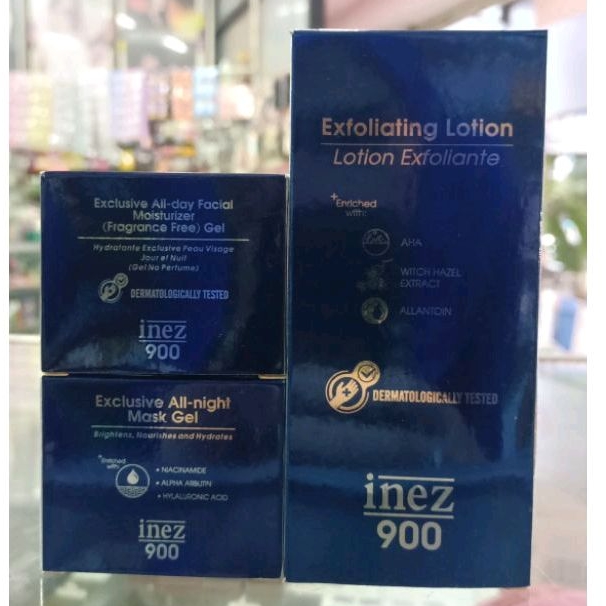 Exclusive All-day Facial
Moisturizer
(Fragrance Free) Gel
Hydratante Exclusive Peau Visage
Jour et Nuit
(Gel No Perfume)
DERMATOLOGICALLY TESTED
inez
900
Exclusive All-night
Mask Gel
Brightens, Nourishes and Hydrates
+Enriched
with:
• NIACINAMIDE
• ALPHA ARBUTIN
• HYLALURONIC ACID
inez
900
Exfoliating Lotion
Lotion Exfoliante
+Enriched
with:
AHA
WITCH HAZEL
EXTRACT
ALLANTOIN
DERMATOLOGICALLY TESTED
inez
900